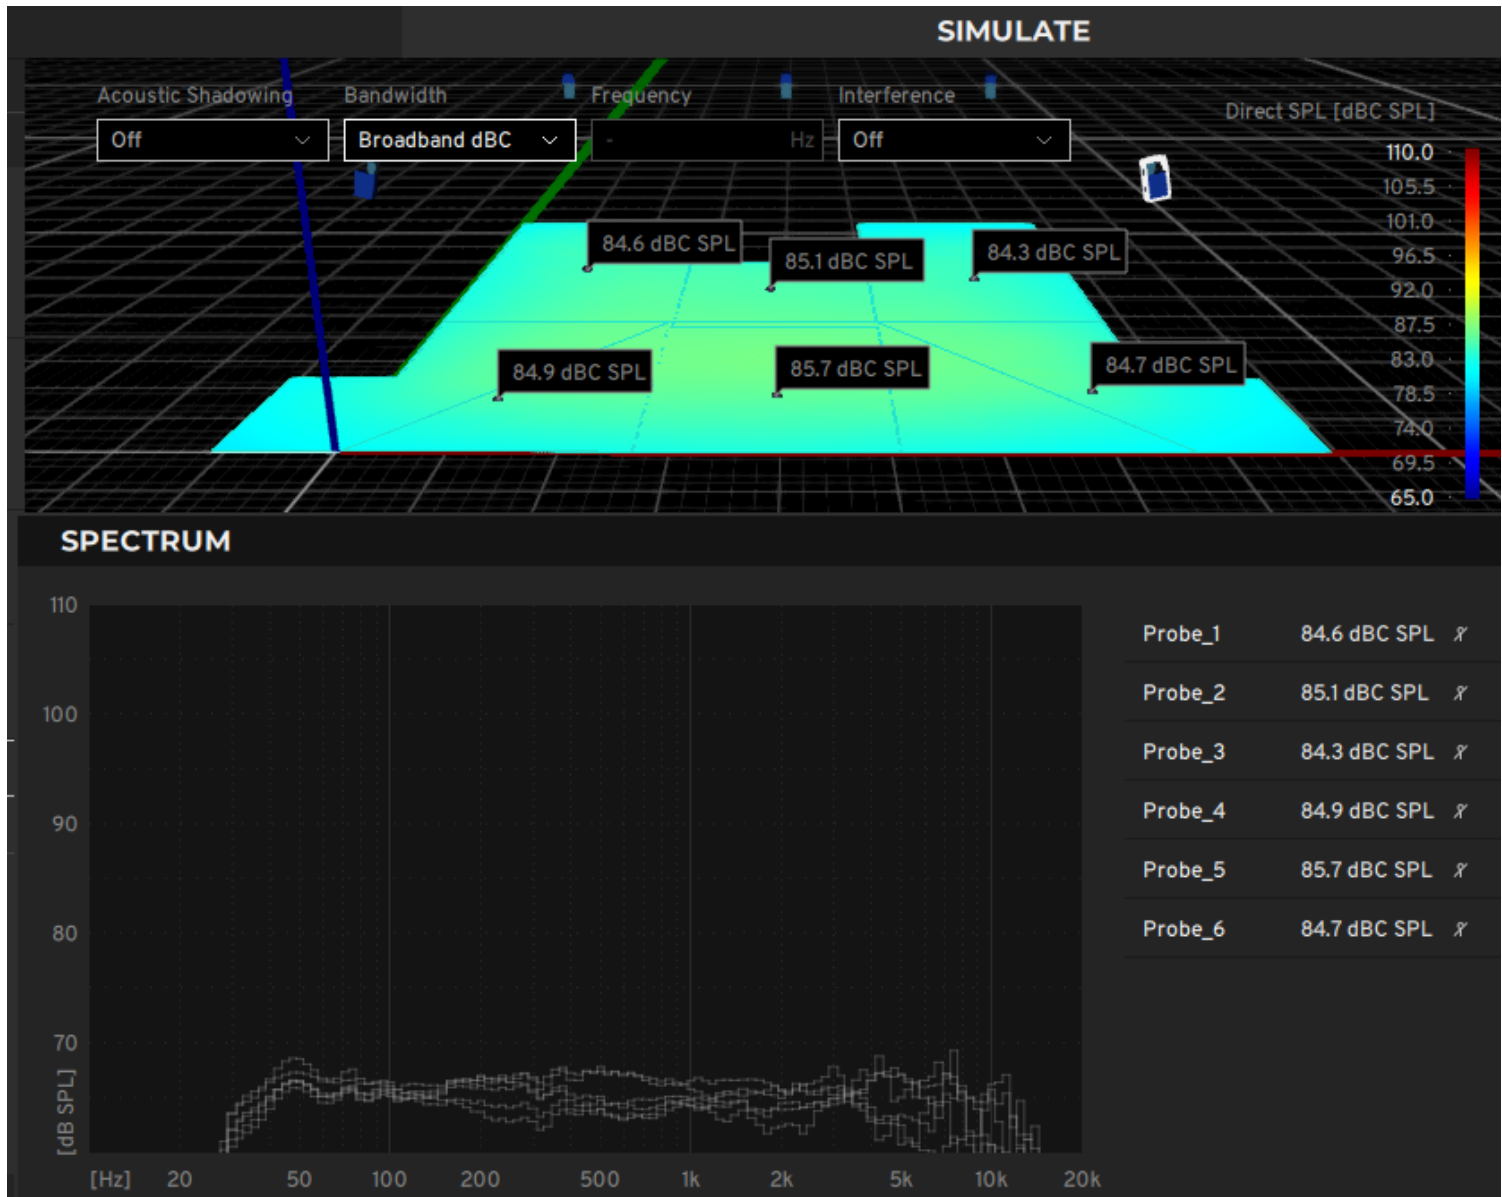 SIMULATE
Acoustic Shadowing Bandwidth Frequency Interference
Direct SPL [dBC SPL]
Off Broadband dBC - Hz Off
110.0
105.5
101.0
96.5
92.0
87.5
83.0
78.5
74.0
69.5
65.0
84.6 dBC SPL
85.1 dBC SPL
84.3 dBC SPL
84.9 dBC SPL
85.7 dBC SPL
84.7 dBC SPL
SPECTRUM
110
100
90
80
70
[dB SPL]
[Hz] 20 50 100 200 500 1k 2k 5k 10k 20k
Probe_1 84.6 dBC SPL
Probe_2 85.1 dBC SPL
Probe_3 84.3 dBC SPL
Probe_4 84.9 dBC SPL
Probe_5 85.7 dBC SPL
Probe_6 84.7 dBC SPL